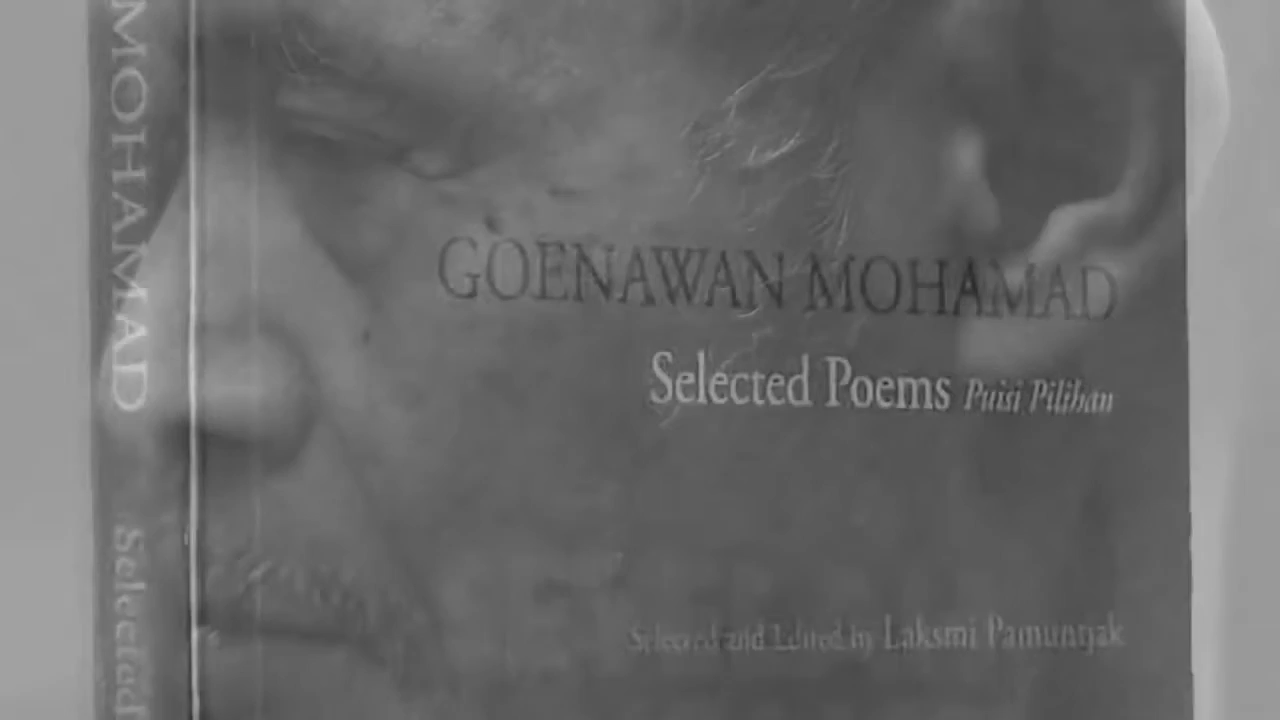 MOHAMAD Selected
GOENAWAN MOHAMAD
Selected Poems Puisi Pilihan
Selected and Edited by Laksmi Pamuntjak